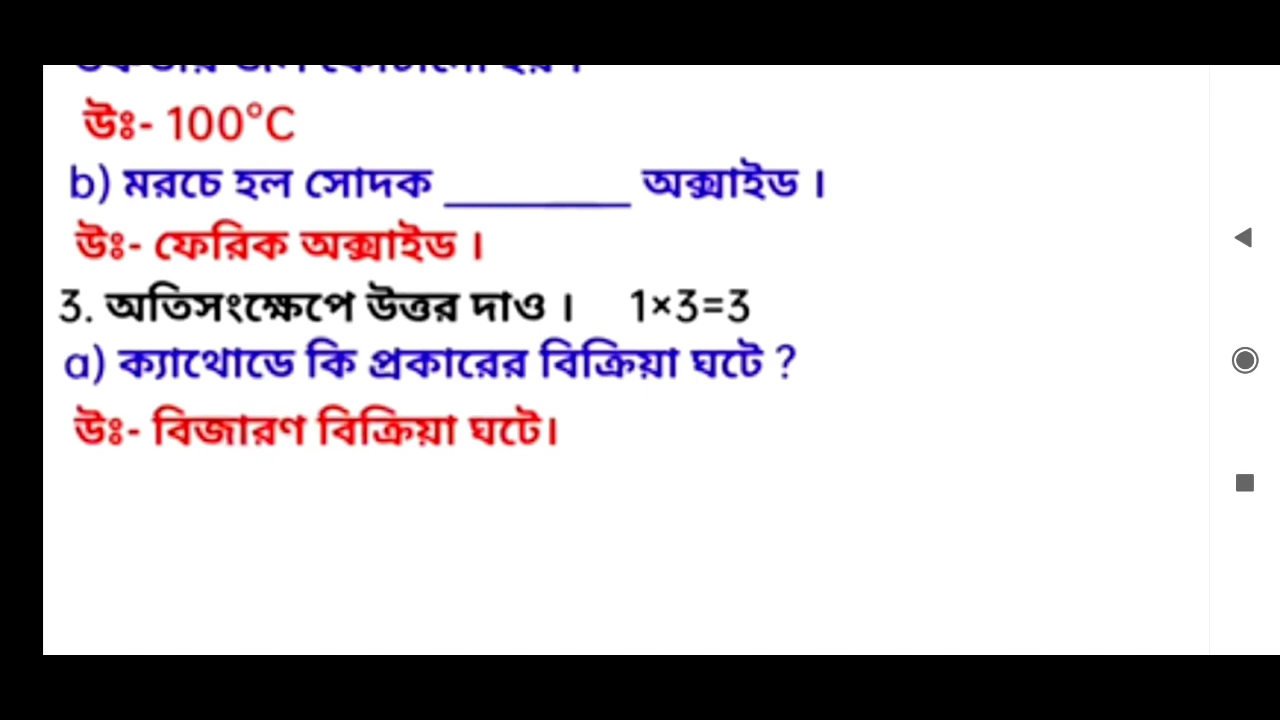 উঃ- 100°C
b) মরচে হল সোদক ________ অক্সাইড ।
উঃ- ফেরিক অক্সাইড ।
3. অতিসংক্ষেপে উত্তর দাও । 1×3=3
a) ক্যাথোডে কি প্রকারের বিক্রিয়া ঘটে ?
উঃ- বিজারণ বিক্রিয়া ঘটে।